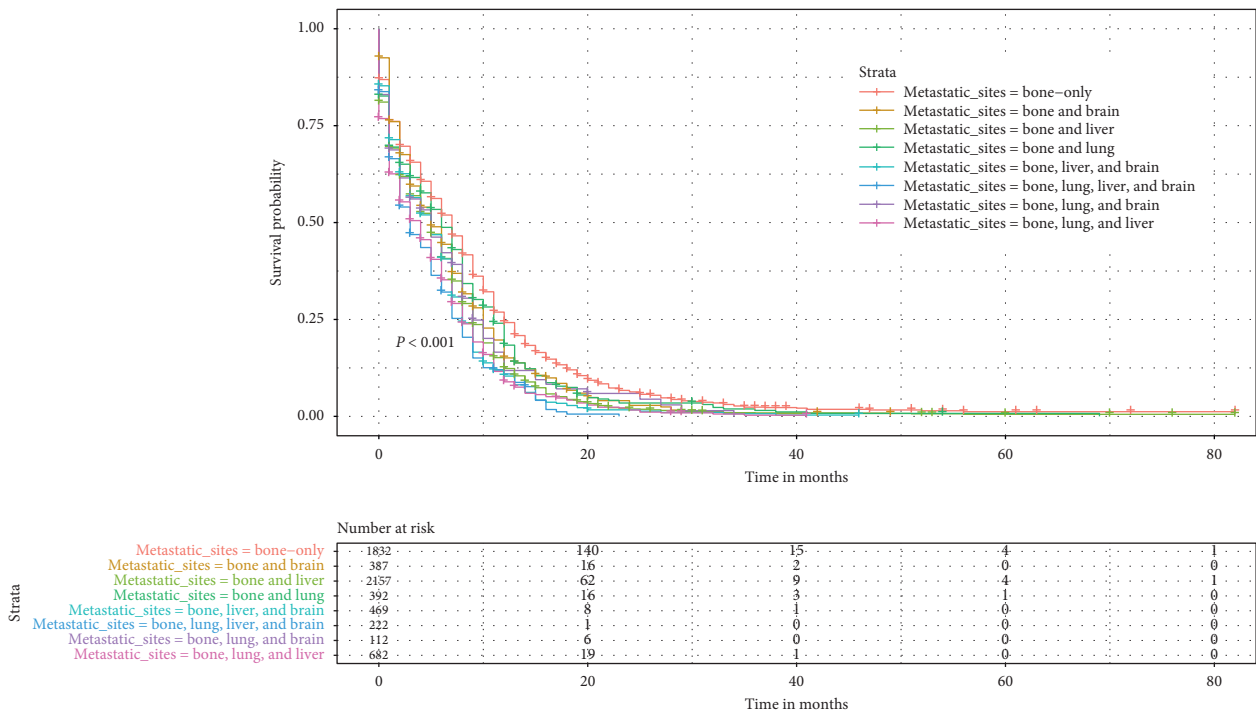 1.00
0.75
0.50
0.25
0.00
Survival probability
P < 0.001
Strata
Metastatic_sites = bone−only
Metastatic_sites = bone and brain
Metastatic_sites = bone and liver
Metastatic_sites = bone and lung
Metastatic_sites = bone, liver, and brain
Metastatic_sites = bone, lung, liver, and brain
Metastatic_sites = bone, lung, and brain
Metastatic_sites = bone, lung, and liver
0 20 40 60 80
Time in months
Number at risk
Strata
Metastatic_sites = bone−only 1832 140 15 4 1
Metastatic_sites = bone and brain 387 16 2 0 0
Metastatic_sites = bone and liver 2157 62 9 4 1
Metastatic_sites = bone and lung 392 16 3 1 0
Metastatic_sites = bone, liver, and brain 469 8 1 0 0
Metastatic_sites = bone, lung, liver, and brain 222 1 0 0 0
Metastatic_sites = bone, lung, and brain 112 6 0 0 0
Metastatic_sites = bone, lung, and liver 682 19 1 0 0
0 20 40 60 80
Time in months